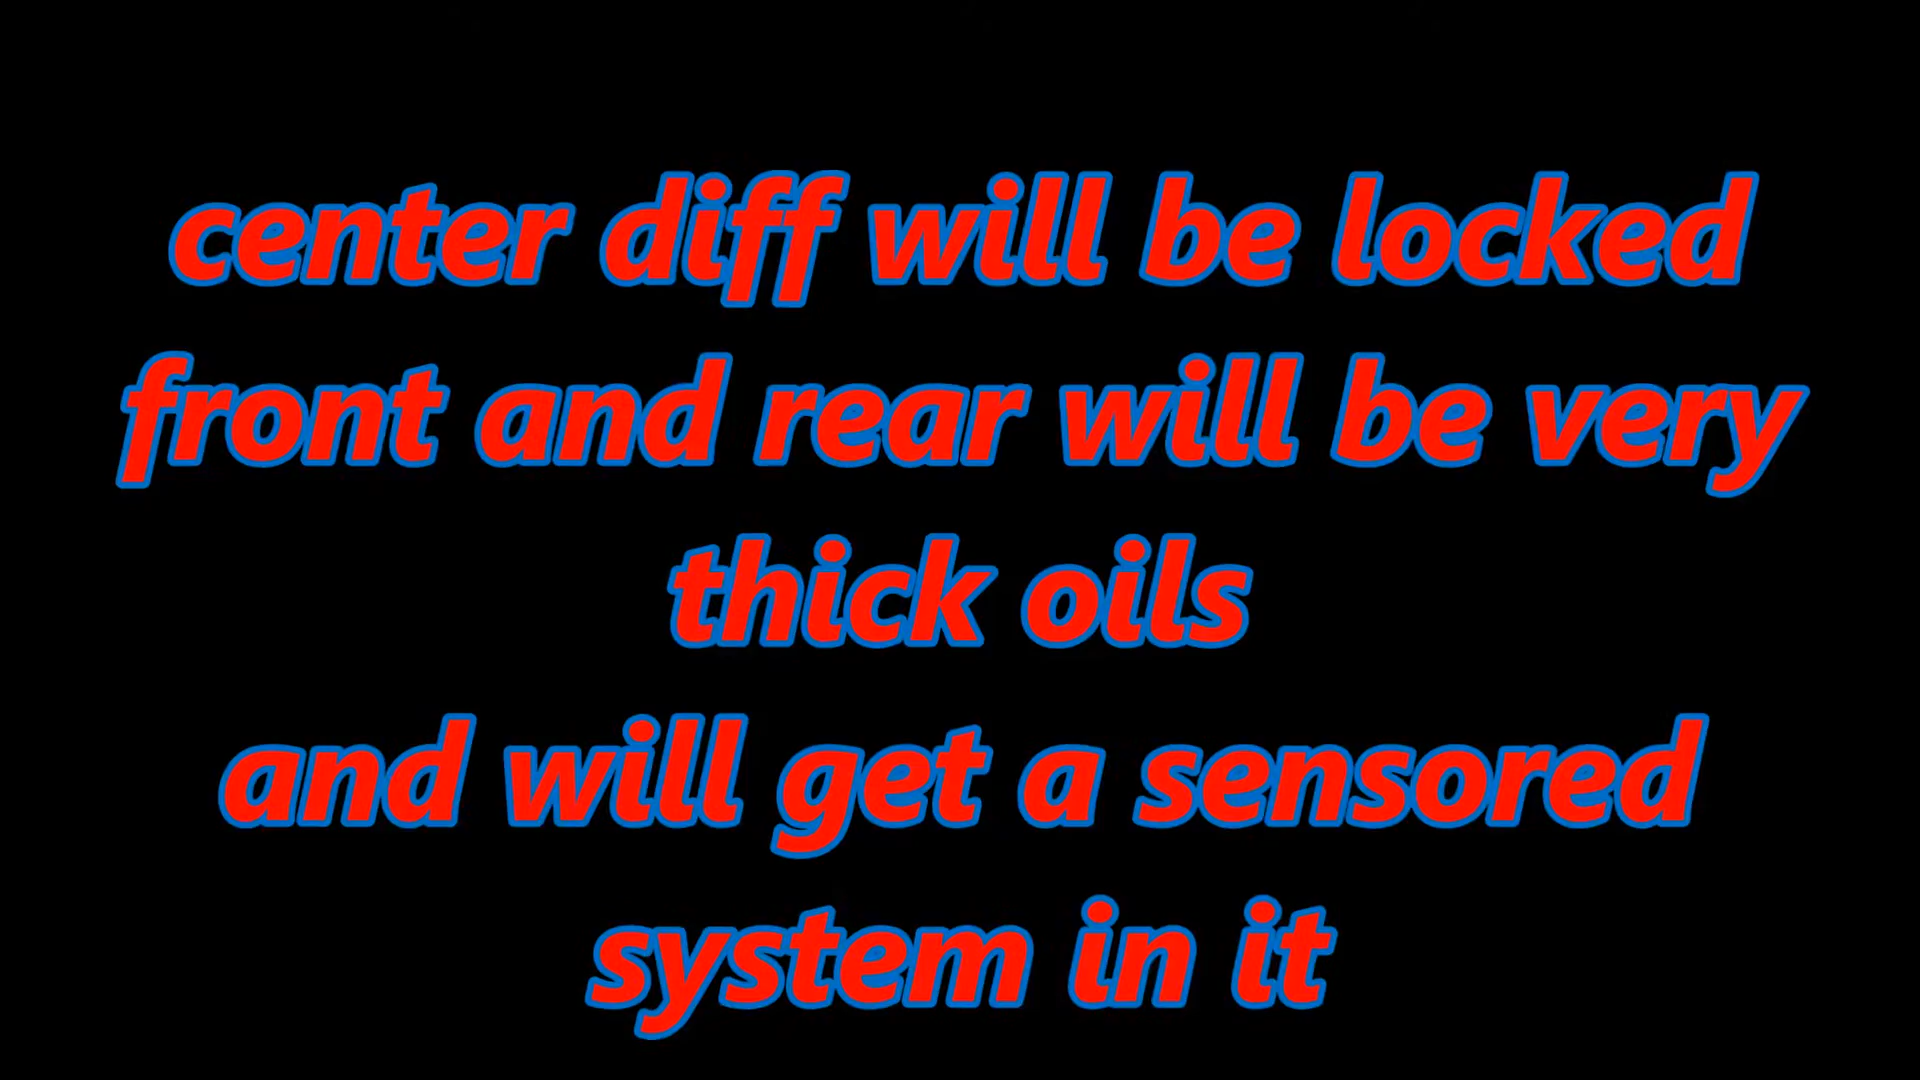 center diff will be locked
front and rear will be very
thick oils
and will get a sensored
system in it